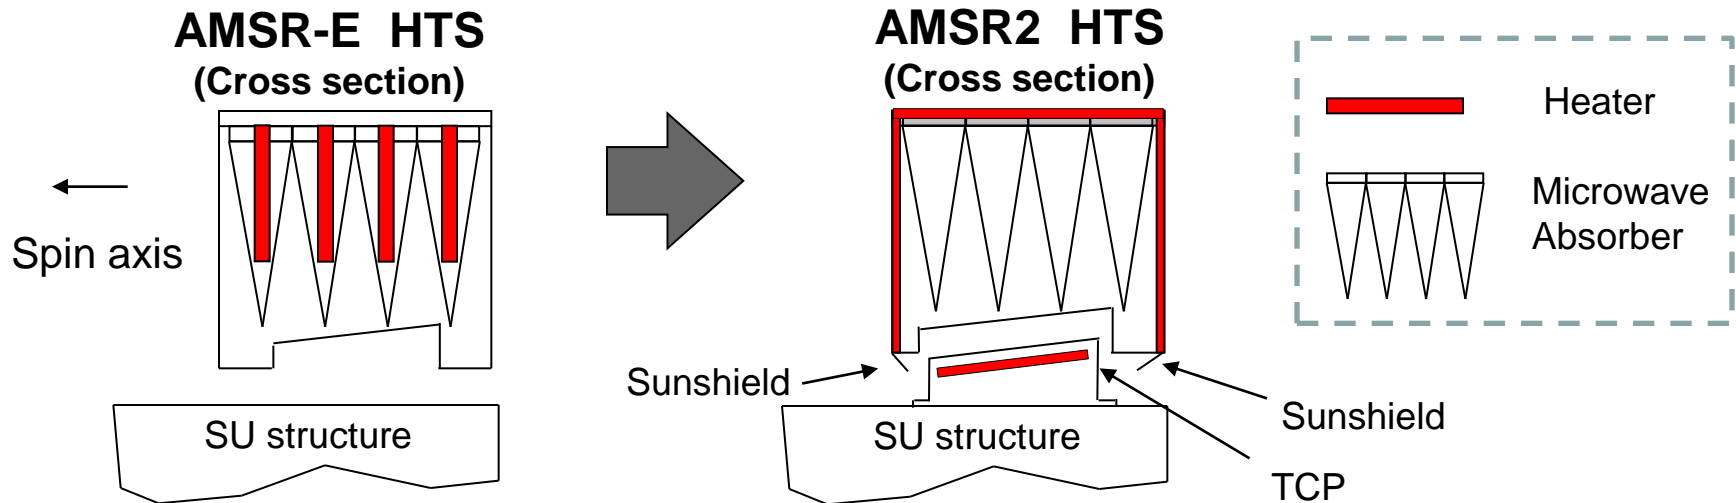 AMSR-E HTS
(Cross section)
Spin axis
SU structure
AMSR2 HTS
(Cross section)
Sunshield
SU structure
Sunshield
TCP
Heater
Microwave
Absorber